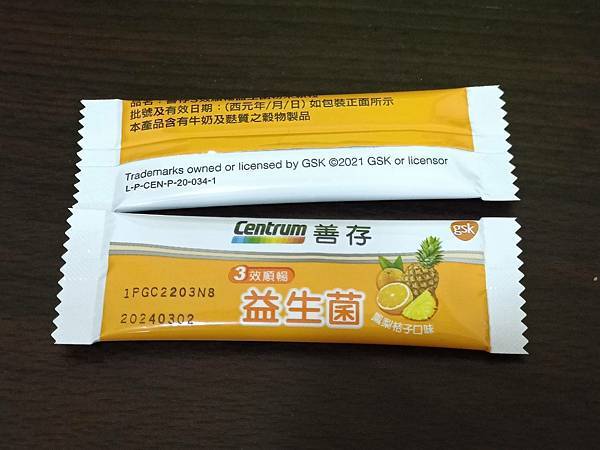 批號及有效日期：(西元年/月/日) 如包裝正面所示
本產品含有牛奶及麩質之穀物製品
Trademarks owned or licensed by GSK ©2021 GSK or licensor
L-P-CEN-P-20-034-1
Centrum 善存
gsk
3效順暢
1PGC2203N8
益生菌
20240302
鳳梨桔子口味